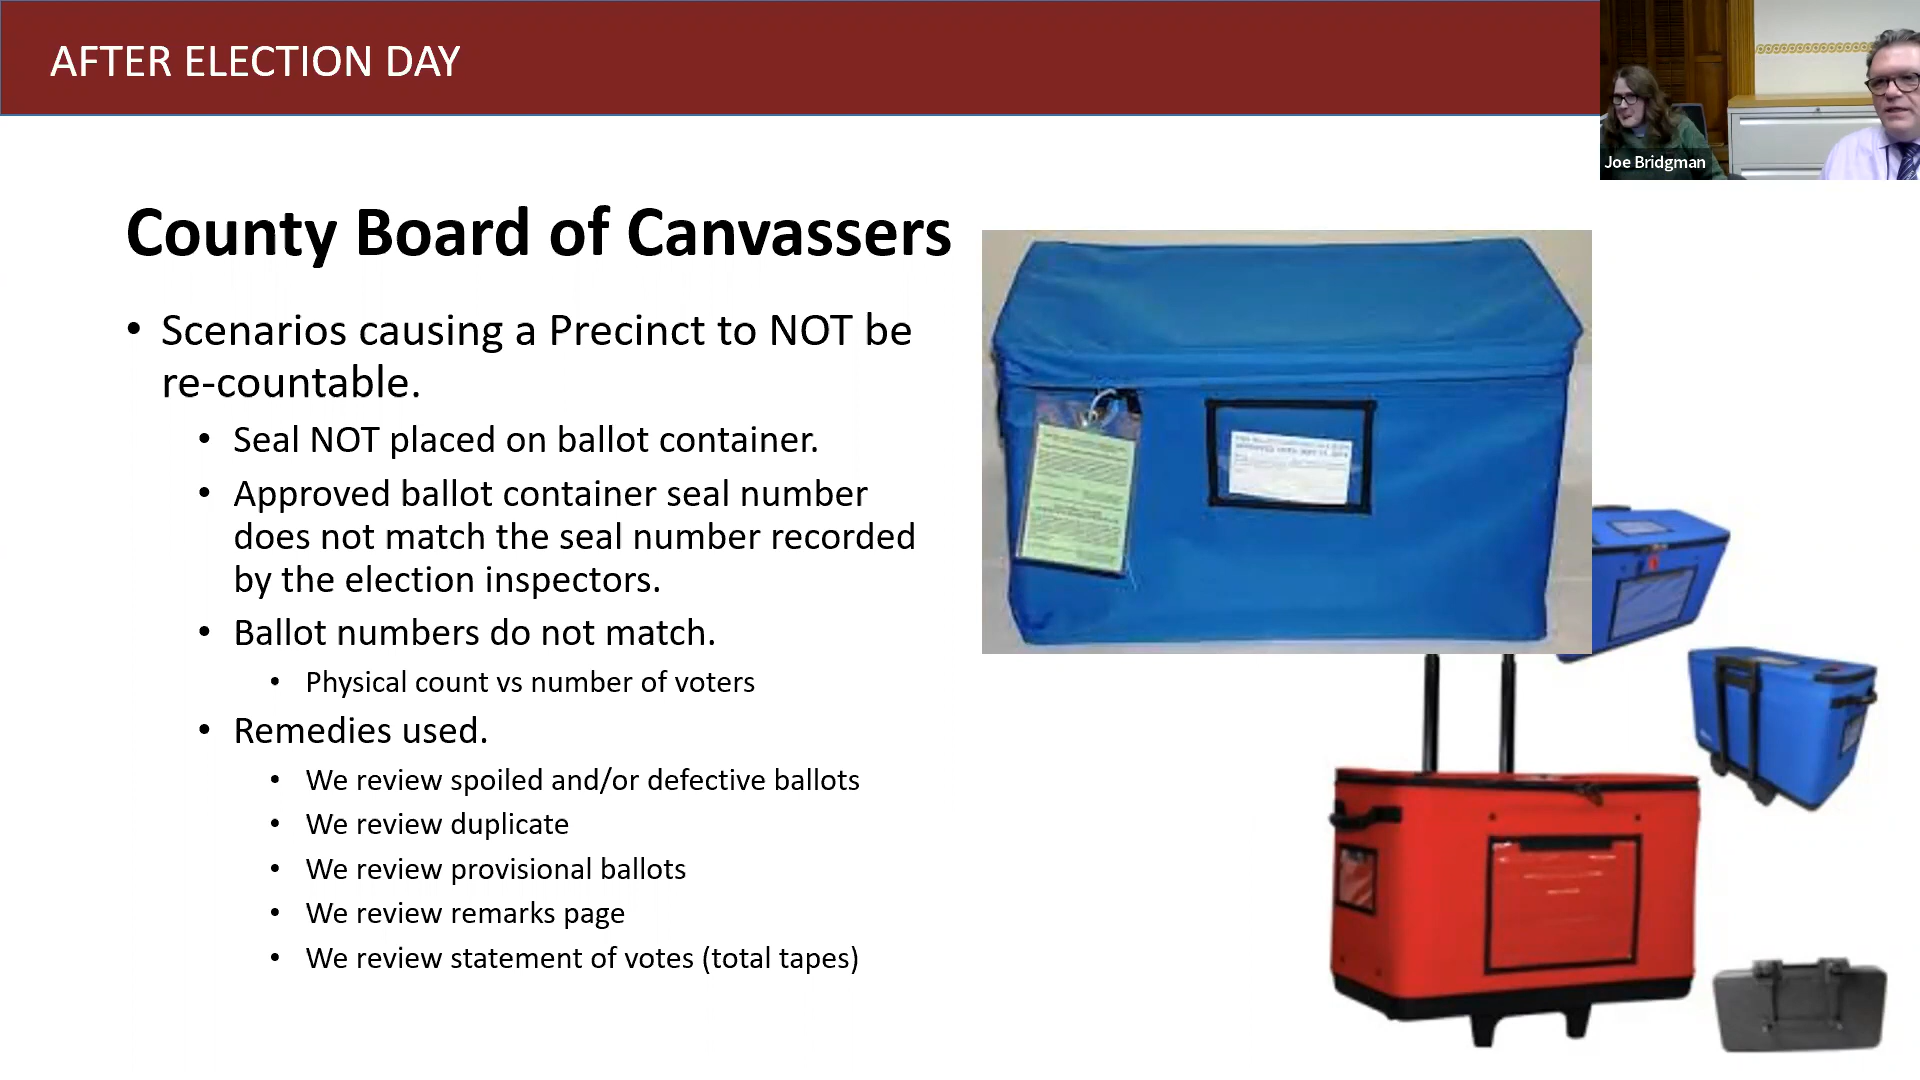 AFTER ELECTION DAY
Joe Bridgman
County Board of Canvassers
• Scenarios causing a Precinct to NOT be
re-countable.
• Seal NOT placed on ballot container.
• Approved ballot container seal number
does not match the seal number recorded
by the election inspectors.
• Ballot numbers do not match.
• Physical count vs number of voters
• Remedies used.
• We review spoiled and/or defective ballots
• We review duplicate
• We review provisional ballots
• We review remarks page
• We review statement of votes (total tapes)